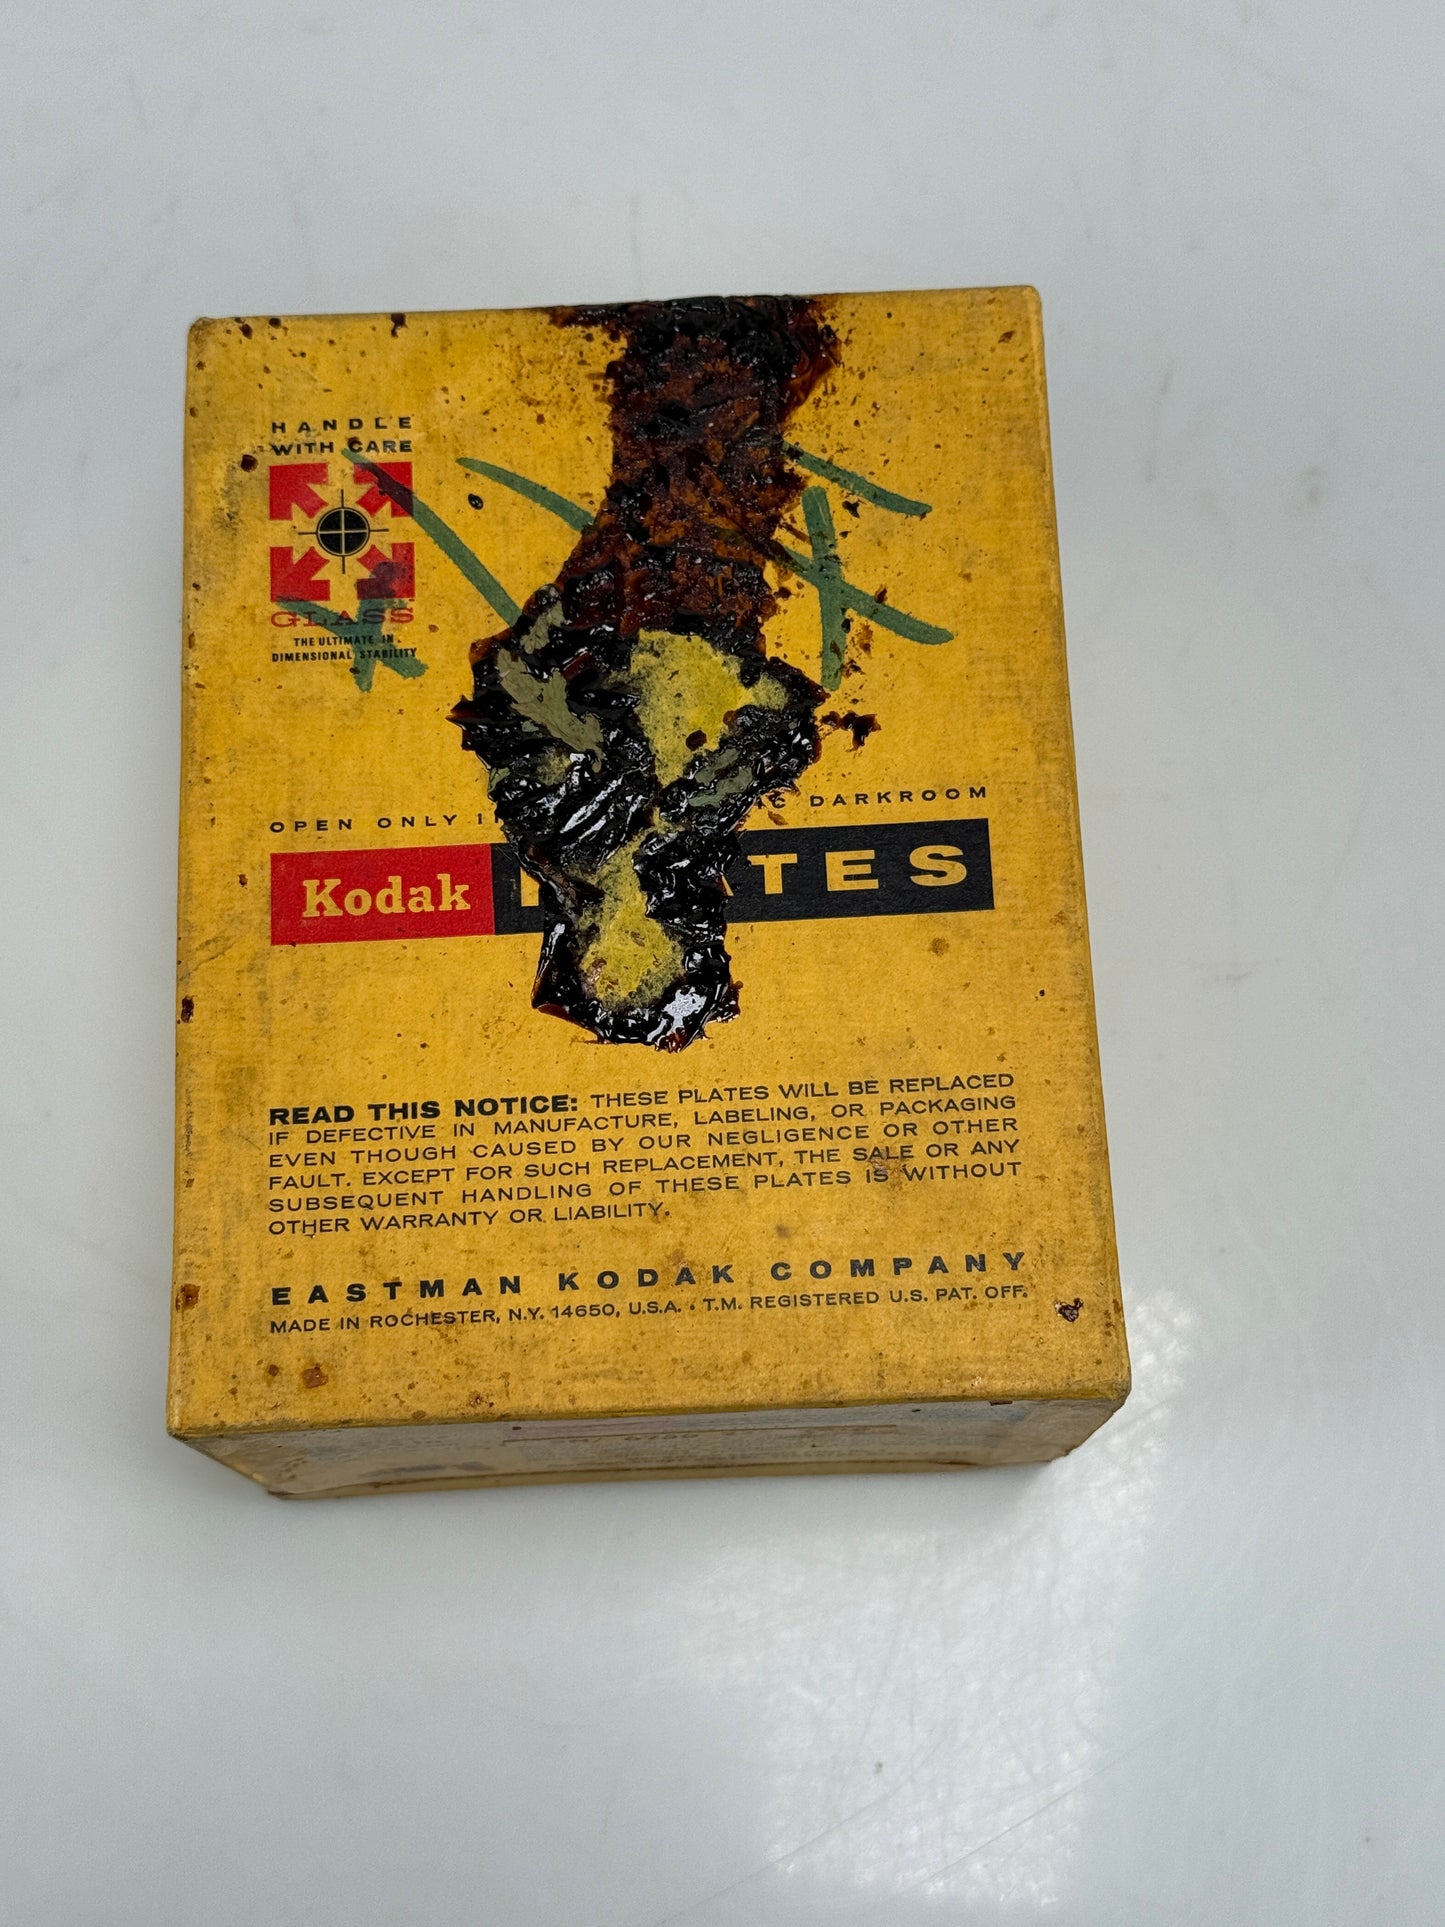 HANDLE
WITH CARE
GLASS
THE ULTIMATE IN
DIMENSIONAL STABILITY
OPEN ONLY DARKROOM
Kodak
READ THIS NOTICE: THESE PLATES WILL BE REPLACED
IF DEFECTIVE IN MANUFACTURE, LABELING, OR PACKAGING
EVEN THOUGH CAUSED BY OUR NEGLIGENCE OR OTHER
FAULT. EXCEPT FOR SUCH REPLACEMENT, THE SALE OR ANY
SUBSEQUENT HANDLING OF THESE PLATES IS WITHOUT
OTHER WARRANTY OR LIABILITY.
EASTMAN KODAK COMPANY
MADE IN ROCHESTER, N.Y. 14650, U.S.A. • T.M. REGISTERED U.S. PAT. OFF.